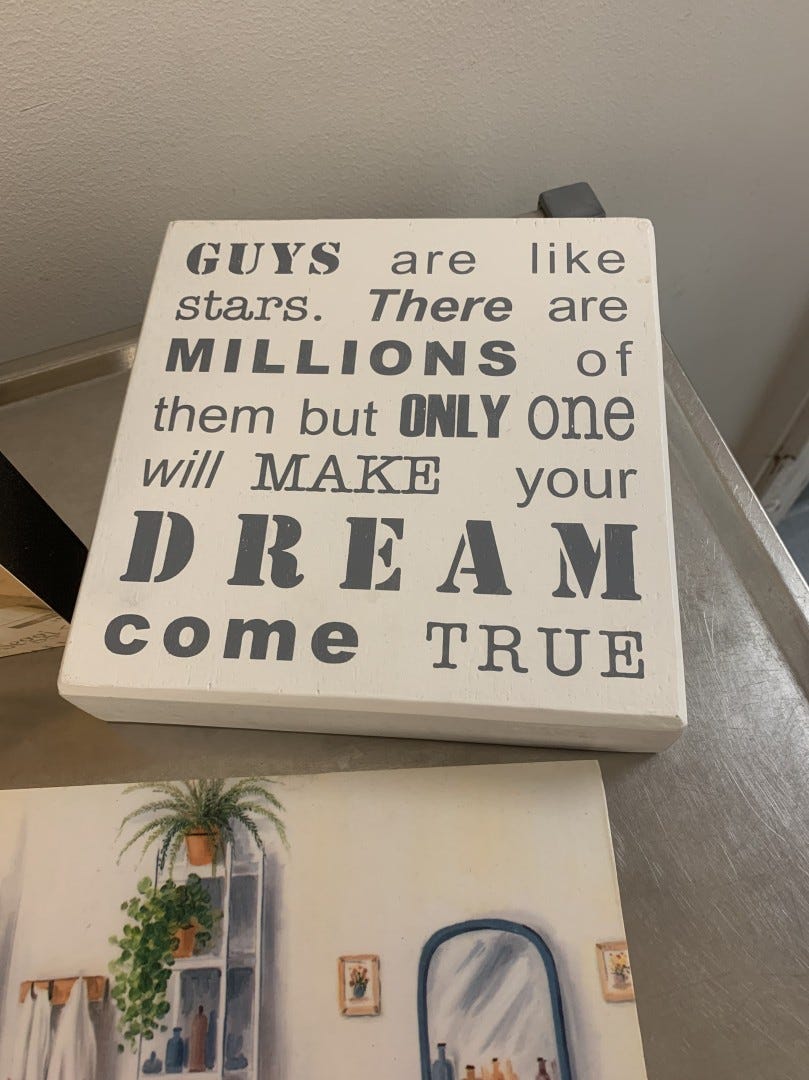 GUYS are like
stars. There are
MILLIONS of
them but ONLY one
will MAKE your
DREAM
come TRUE